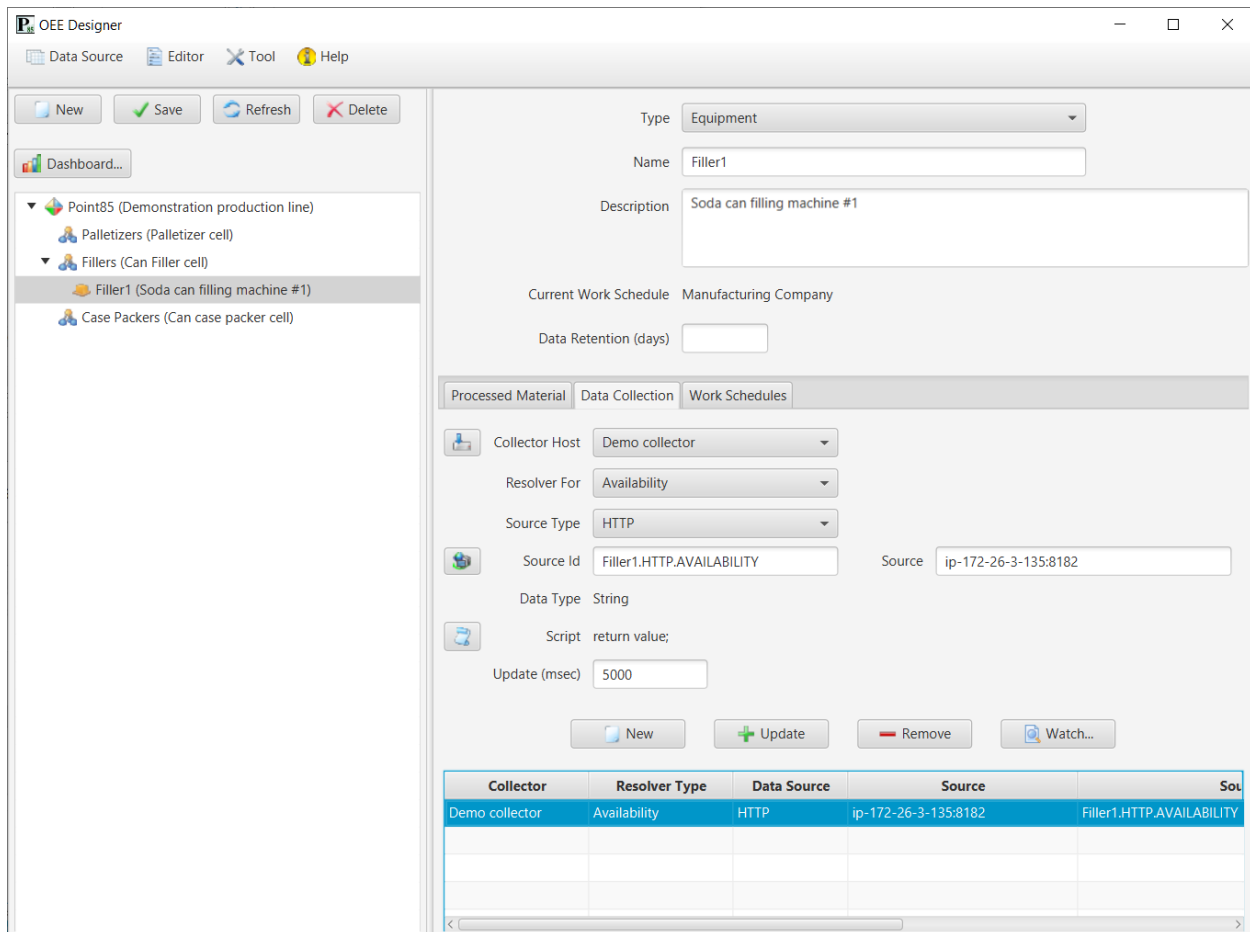 P85 OEE Designer
Data Source Editor Tool Help
New Save Refresh Delete
Dashboard...
Point85 (Demonstration production line)
Palletizers (Palletizer cell)
Fillers (Can Filler cell)
Filler1 (Soda can filling machine #1)
Case Packers (Can case packer cell)
Type Equipment
Name Filler1
Description Soda can filling machine #1
Current Work Schedule Manufacturing Company
Data Retention (days)
Processed Material Data Collection Work Schedules
Collector Host Demo collector
Resolver For Availability
Source Type HTTP
Source Id Filler1.HTTP.AVAILABILITY Source ip-172-26-3-135:8182
Data Type String
Script return value;
Update (msec) 5000
New Update Remove Watch...
Collector Resolver Type Data Source Source Sou
Demo collector Availability HTTP ip-172-26-3-135:8182 Filler1.HTTP.AVAILABILITY